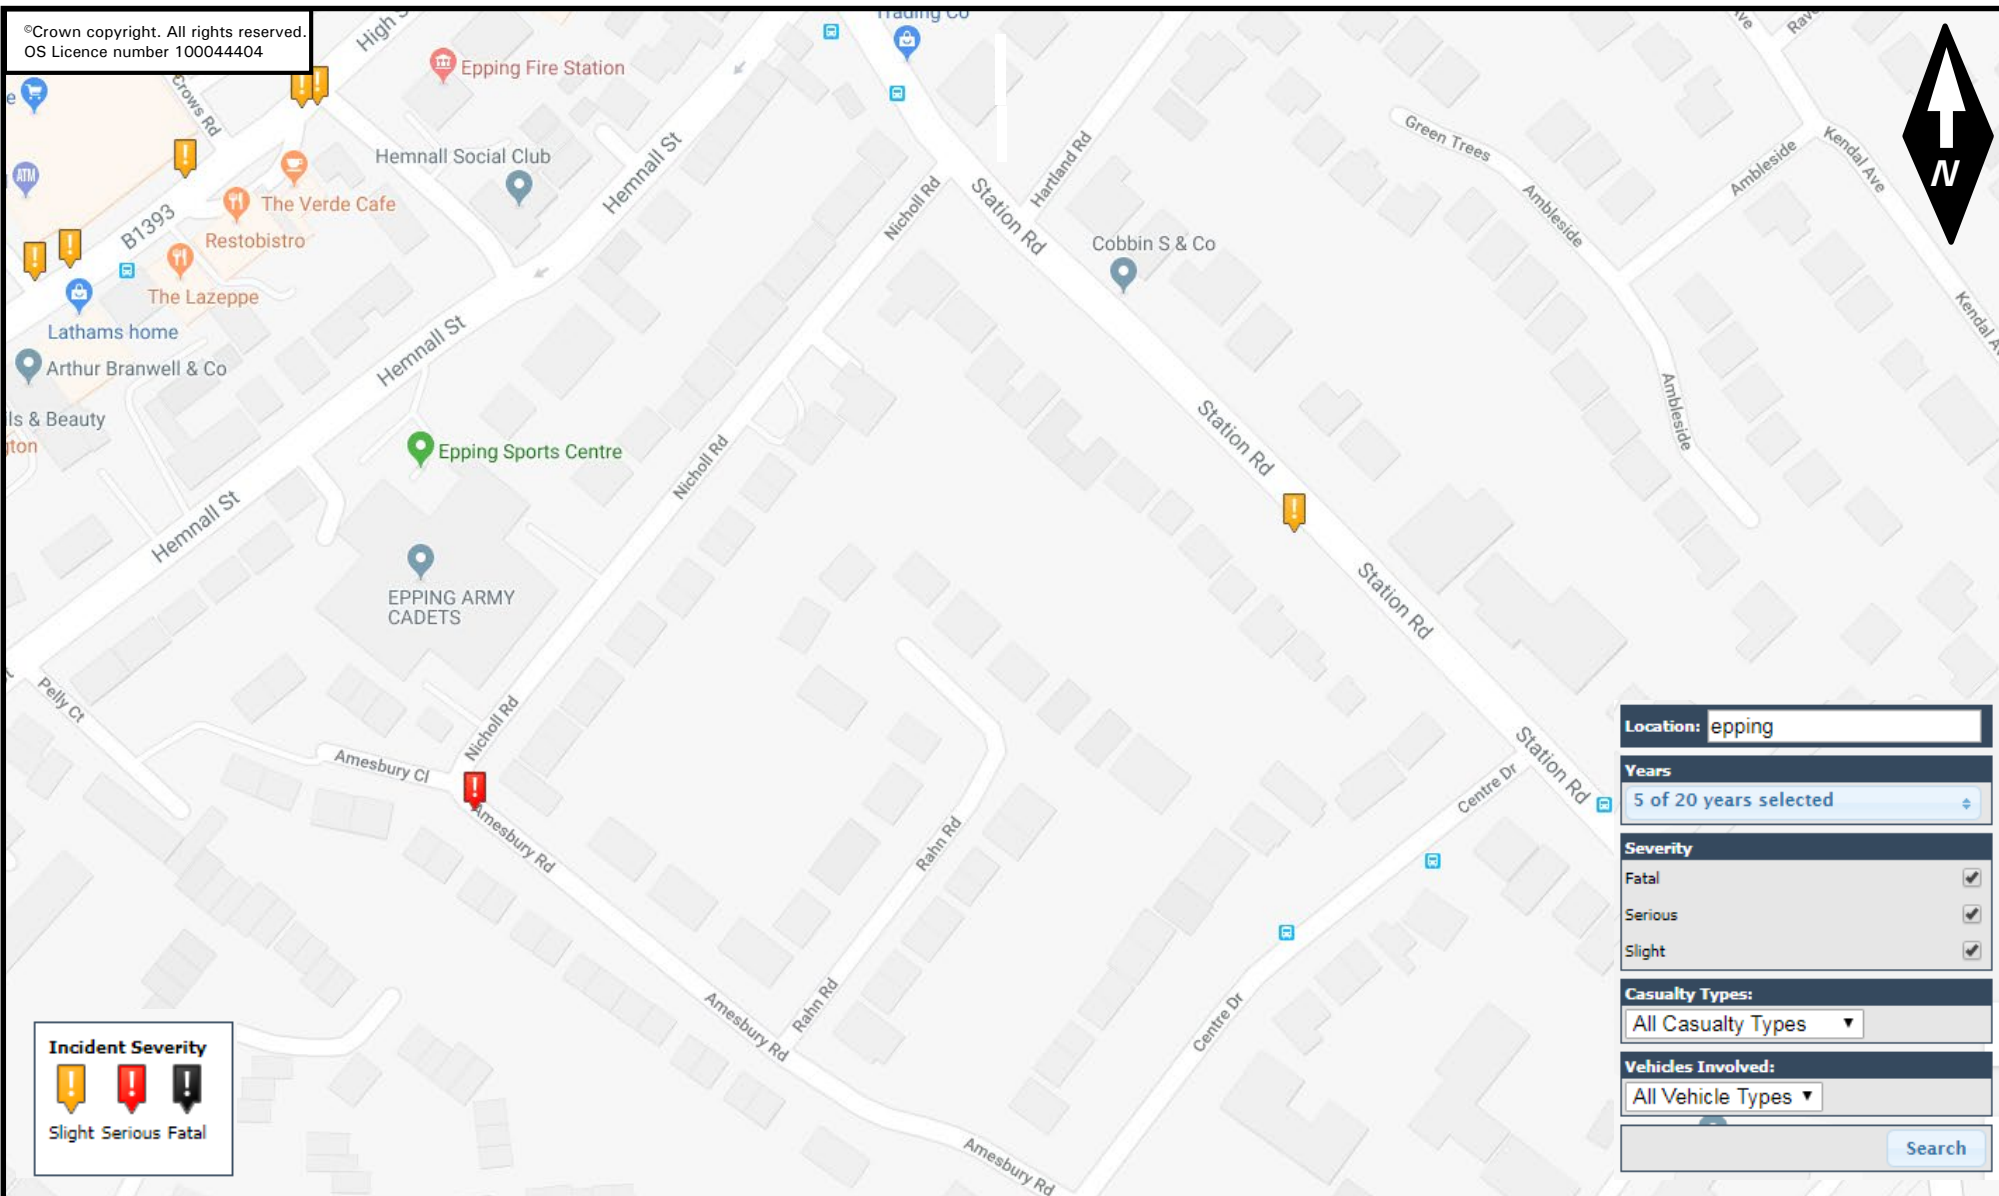 ©Crown copyright. All rights reserved.
OS Licence number 100044404
High
Trading Co
Epping Fire Station
Crows Rd
Hemnall Social Club
Hemnall St
The Verde Cafe
ATM
B1393
Restobistro
The Lazeppe
Lathams home
Arthur Branwell & Co
Hemnall St
& Beauty
Epping Sports Centre
Hemnall St
EPPING ARMY
CADETS
Nicholl Rd
Station Rd
Hartland Rd
Cobbin S & Co
Green Trees
Ambleside
Ambleside
Kendal Ave
Kendal
Ambleside
N
Nicholl Rd
Station Rd
Station Rd
Pelly Ct
Nicholl Rd
Amesbury Cl
Amesbury Rd
Rahn Rd
Station Rd
Centre Dr
Rahn Rd
Amesbury Rd
Centre Dr
Amesbury Rd
Location: epping
Years
5 of 20 years selected
Severity
Fatal
Serious
Slight
Casualty Types:
All Casualty Types
Vehicles Involved:
All Vehicle Types
Search
Incident Severity
Slight Serious Fatal